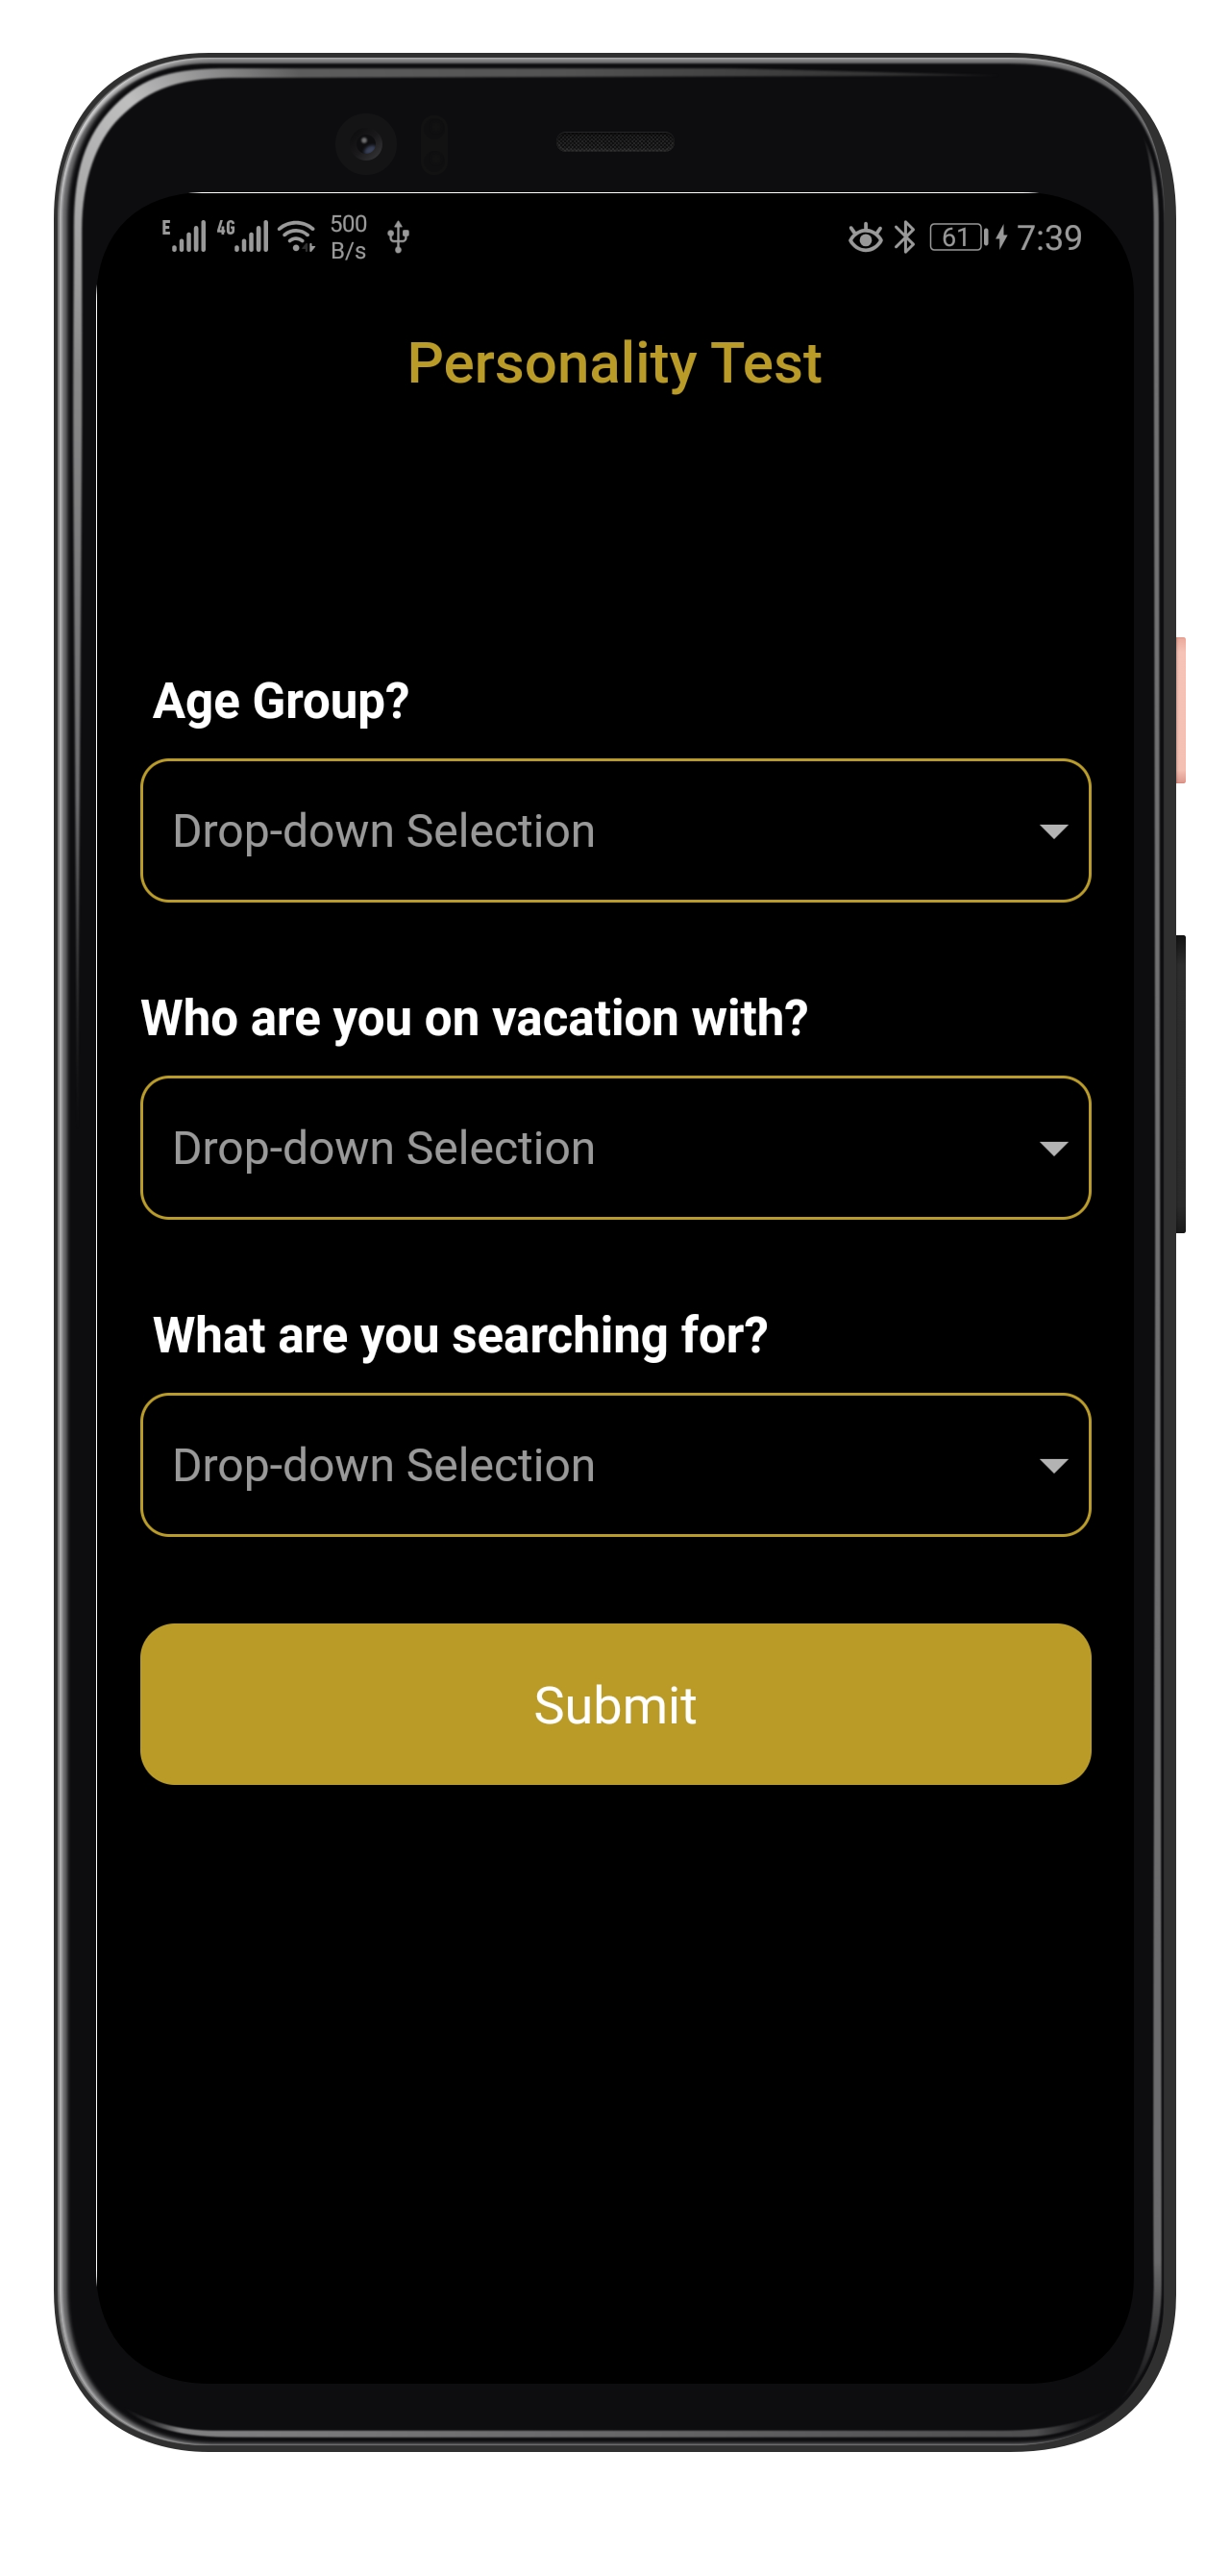 E 4G 500 B/s 61 7:39
Personality Test
Age Group?
Drop-down Selection
Who are you on vacation with?
Drop-down Selection
What are you searching for?
Drop-down Selection
Submit